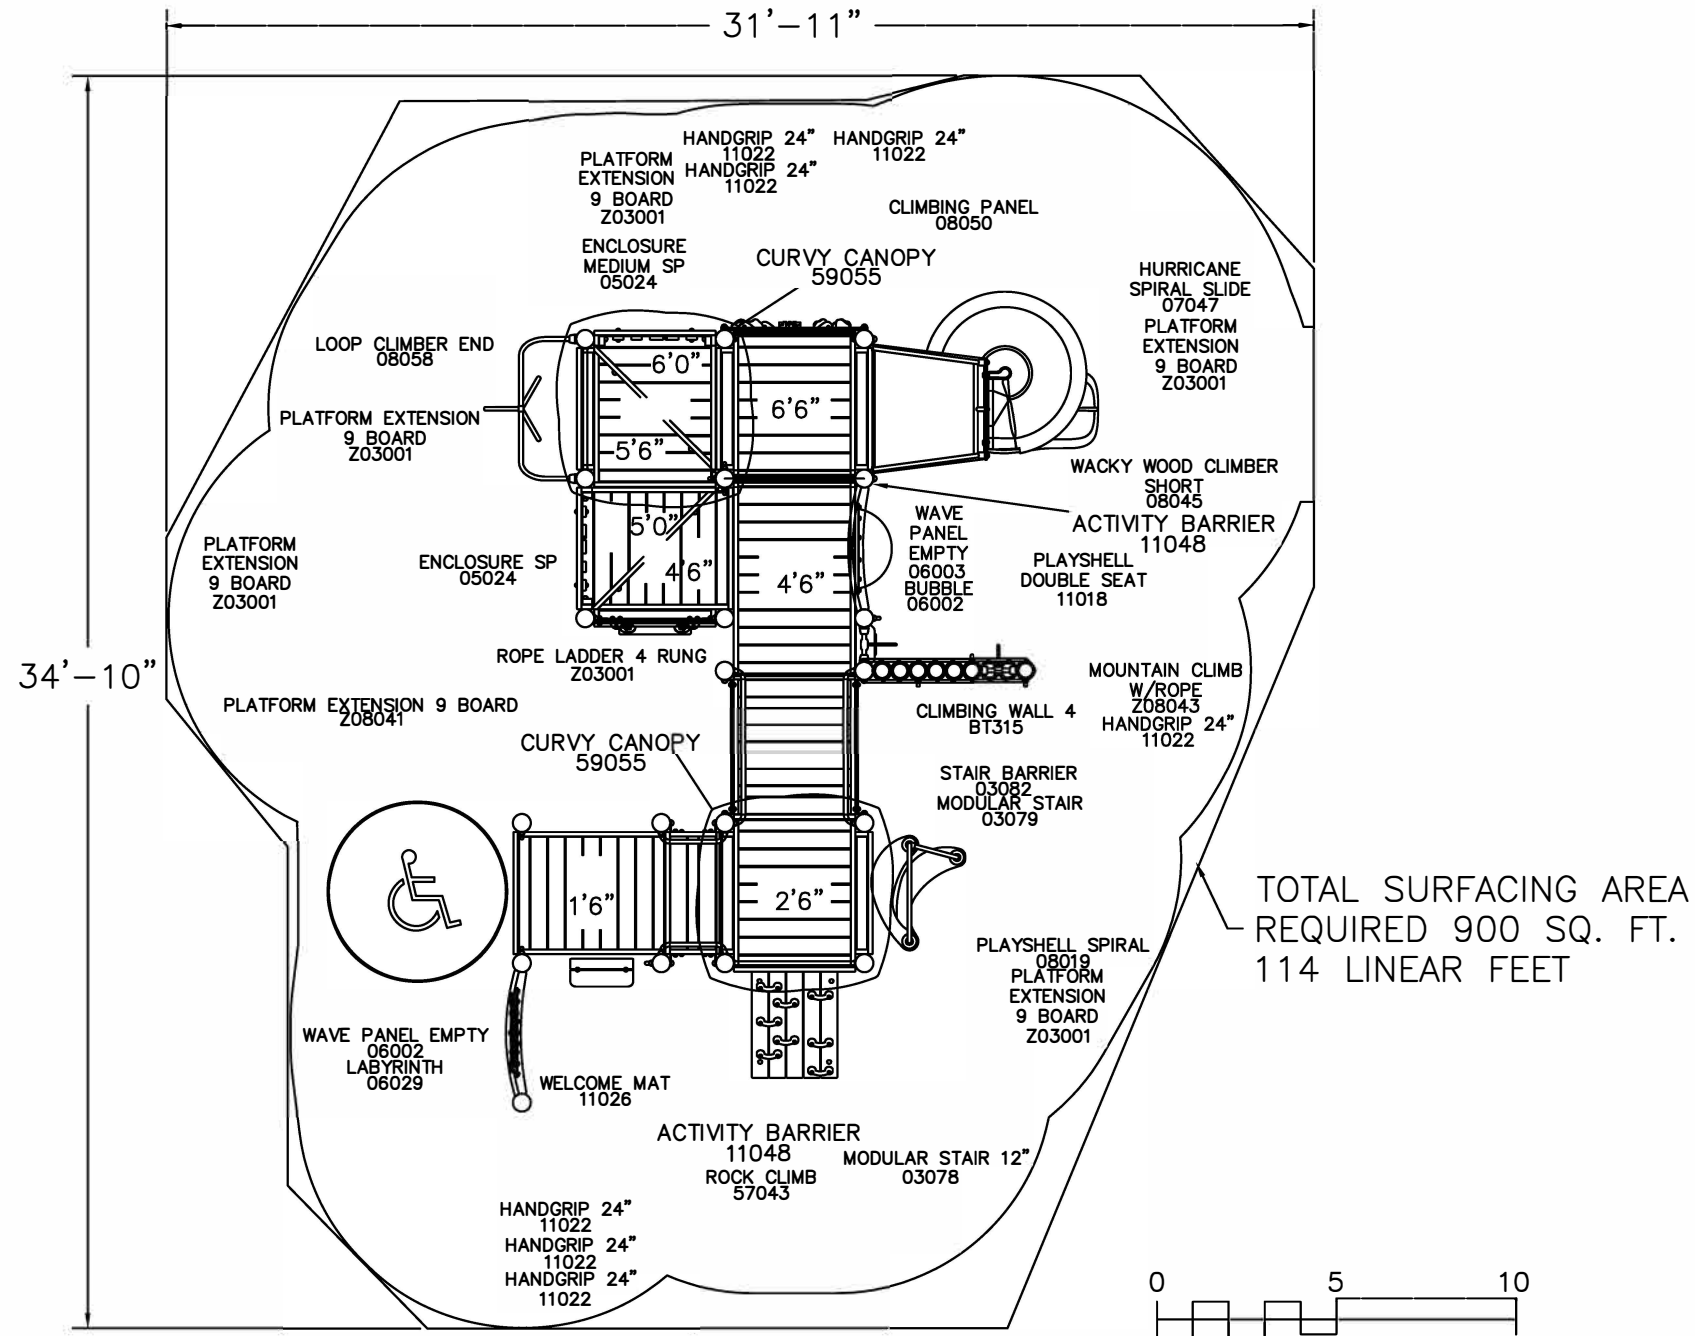 31'-11"
HANDGRIP 24"
11022
HANDGRIP 24"
11022
HANDGRIP 24"
11022
PLATFORM
EXTENSION
9 BOARD
Z03001
CLIMBING PANEL
08050
ENCLOSURE
MEDIUM SP
05024
CURVY CANOPY
59055
HURRICANE
SPIRAL SLIDE
07047
PLATFORM
EXTENSION
9 BOARD
Z03001
LOOP CLIMBER END
08058
6'0"
6'6"
5'6"
PLATFORM EXTENSION
9 BOARD
Z03001
WACKY WOOD CLIMBER
SHORT
08045
ACTIVITY BARRIER
11048
WAVE
PANEL
EMPTY
06003
BUBBLE
06002
5'0"
4'6"
4'6"
PLATFORM
EXTENSION
9 BOARD
Z03001
ENCLOSURE SP
05024
PLAYSHELL
DOUBLE SEAT
11018
34'-10"
ROPE LADDER 4 RUNG
Z03001
MOUNTAIN CLIMB
W/ROPE
Z08043
HANDGRIP 24"
11022
PLATFORM EXTENSION 9 BOARD
Z08041
CLIMBING WALL 4
BT315
CURVY CANOPY
59055
STAIR BARRIER
03082
MODULAR STAIR
03079
1'6"
2'6"
TOTAL SURFACING AREA
REQUIRED 900 SQ. FT.
114 LINEAR FEET
PLAYSHELL SPIRAL
08019
PLATFORM
EXTENSION
9 BOARD
Z03001
WAVE PANEL EMPTY
06002
LABYRINTH
06029
WELCOME MAT
11026
ACTIVITY BARRIER
11048
ROCK CLIMB
57043
MODULAR STAIR 12"
03078
HANDGRIP 24"
11022
HANDGRIP 24"
11022
HANDGRIP 24"
11022
0 5 10